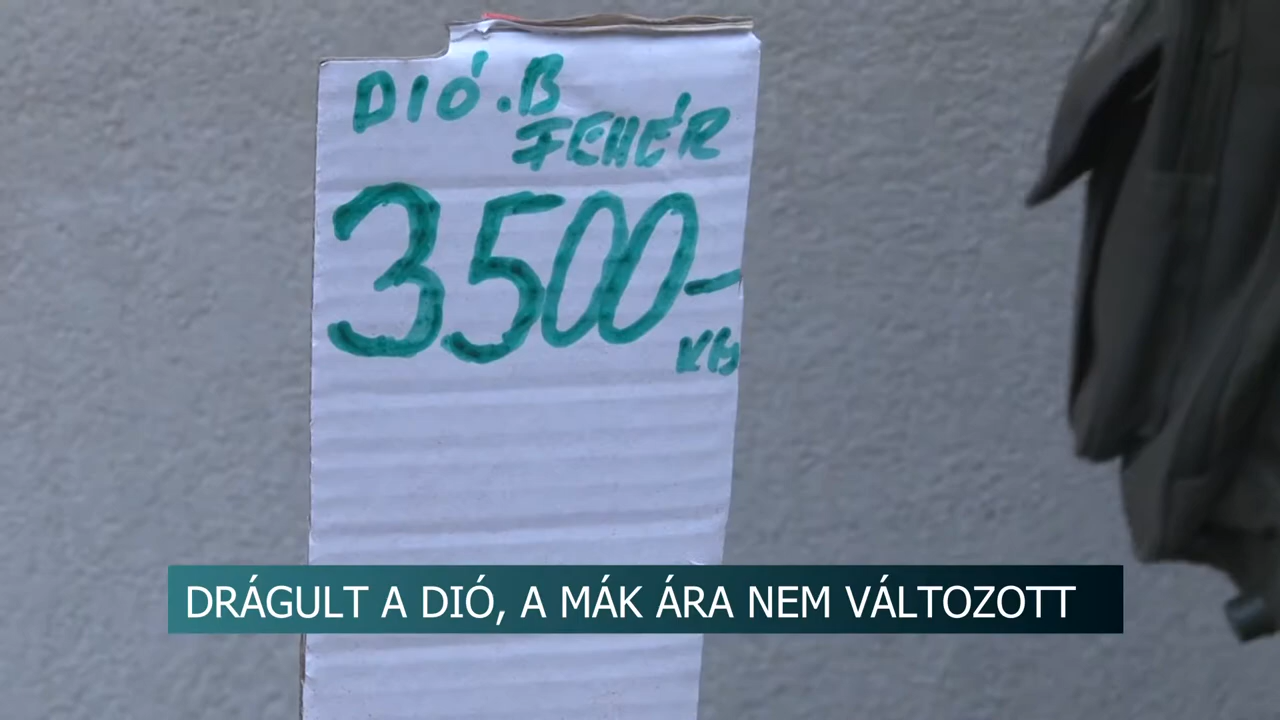 DIÓ.B
FEHÉR
3500-
KG
DRÁGULT A DIÓ, A MÁK ÁRA NEM VÁLTOZOTT